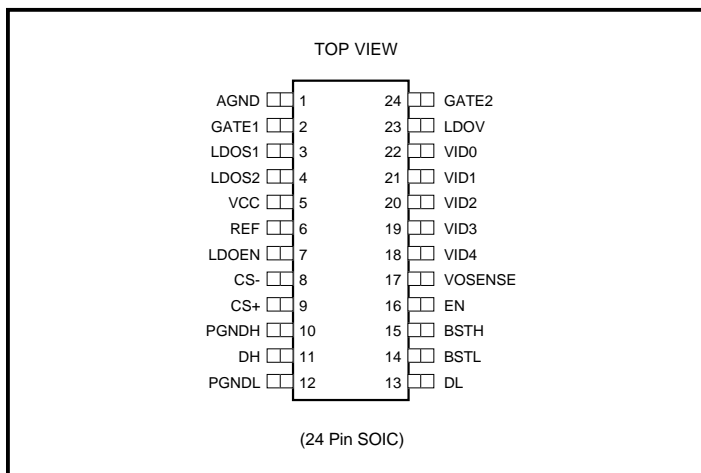 TOP VIEW
AGND 1 24 GATE2
GATE1 2 23 LDOV
LDOS1 3 22 VID0
LDOS2 4 21 VID1
VCC 5 20 VID2
REF 6 19 VID3
LDOEN 7 18 VID4
CS- 8 17 VOSENSE
CS+ 9 16 EN
PGNDH 10 15 BSTH
DH 11 14 BSTL
PGNDL 12 13 DL
(24 Pin SOIC)